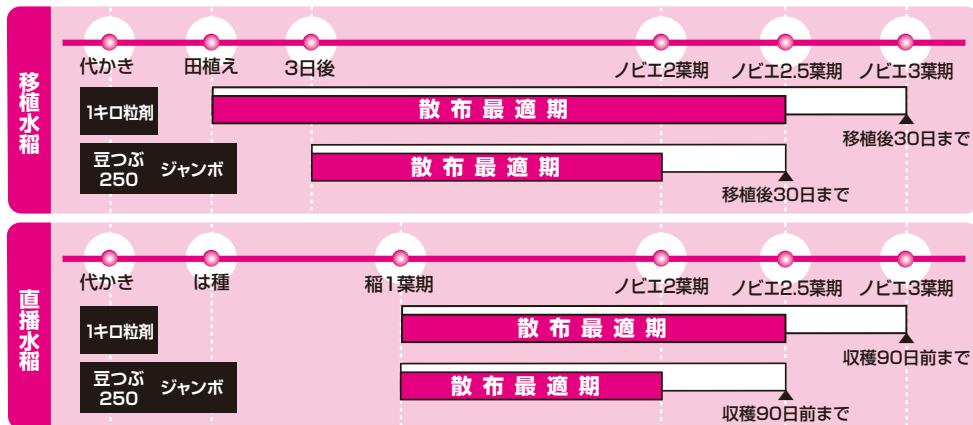 移植水稲
代かき
田植え
3日後
ノビエ2葉期
ノビエ2.5葉期
ノビエ3葉期
1キロ粒剤
散布最適期
移植後30日まで
豆つぶ
250
ジャンボ
散布最適期
移植後30日まで
直播水稲
代かき
は種
稲1葉期
ノビエ2葉期
ノビエ2.5葉期
ノビエ3葉期
1キロ粒剤
散布最適期
収穫90日前まで
豆つぶ
250
ジャンボ
散布最適期
収穫90日前まで